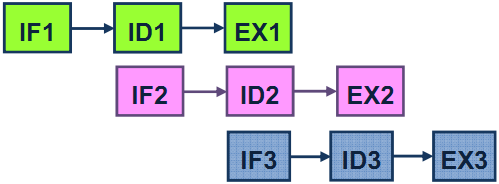 IF1 ID1 EX1
IF2 ID2 EX2
IF3 ID3 EX3